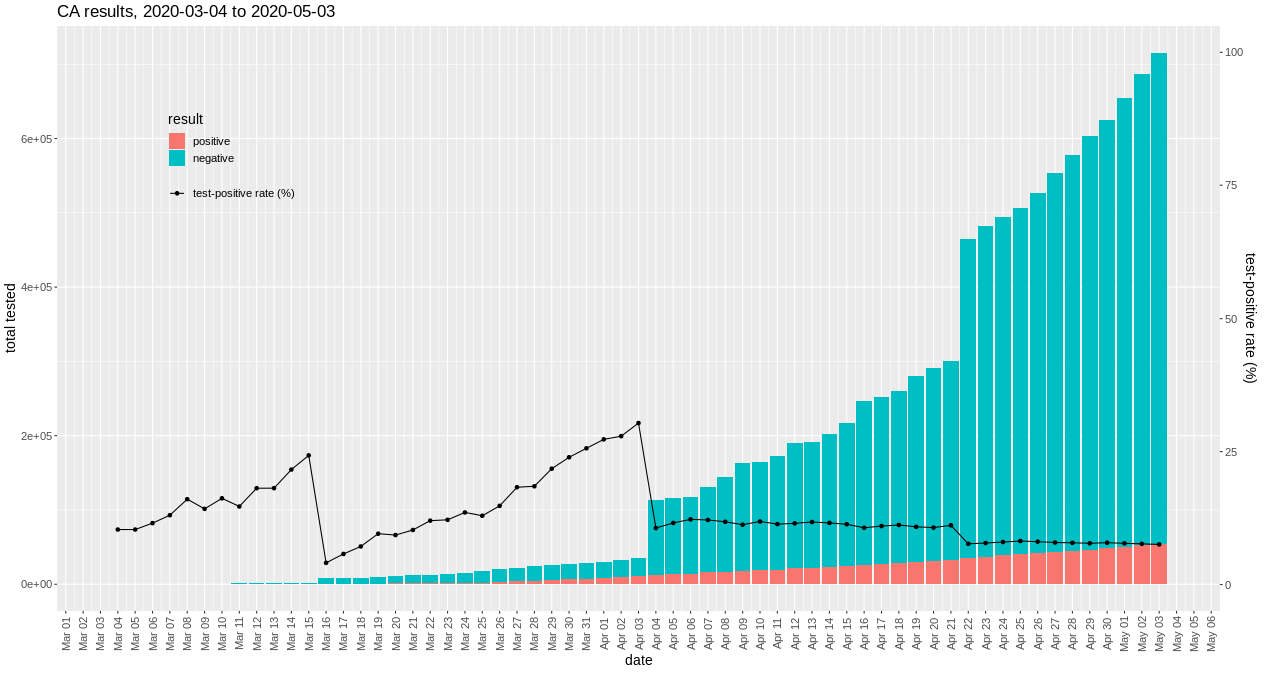 CA results, 2020-03-04 to 2020-05-03
result
positive
negative
test-positive rate (%)
total tested
6e+05
4e+05
2e+05
0e+00
100
75
50
25
0
test-positive rate (%)
Mar 01
Mar 02
Mar 03
Mar 04
Mar 05
Mar 06
Mar 07
Mar 08
Mar 09
Mar 10
Mar 11
Mar 12
Mar 13
Mar 14
Mar 15
Mar 16
Mar 17
Mar 18
Mar 19
Mar 20
Mar 21
Mar 22
Mar 23
Mar 24
Mar 25
Mar 26
Mar 27
Mar 28
Mar 29
Mar 30
Mar 31
Apr 01
Apr 02
Apr 03
Apr 04
Apr 05
Apr 06
Apr 07
Apr 08
Apr 09
Apr 10
Apr 11
Apr 12
Apr 13
Apr 14
Apr 15
Apr 16
Apr 17
Apr 18
Apr 19
Apr 20
Apr 21
Apr 22
Apr 23
Apr 24
Apr 25
Apr 26
Apr 27
Apr 28
Apr 29
Apr 30
May 01
May 02
May 03
May 04
May 05
May 06
date